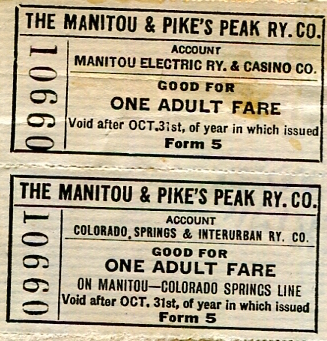 THE MANITOU & PIKE'S PEAK RY. CO.
10660
ACCOUNT
MANITOU ELECTRIC RY. & CASINO CO.
GOOD FOR
ONE ADULT FARE
Void after OCT. 31st, of year in which issued
Form 5
THE MANITOU & PIKE'S PEAK RY. CO.
10660
ACCOUNT
COLORADO, SPRINGS & INTERURBAN RY. CO.
GOOD FOR
ONE ADULT FARE
ON MANITOU—COLORADO SPRINGS LINE
Void after OCT. 31st, of year in which issued
Form 5